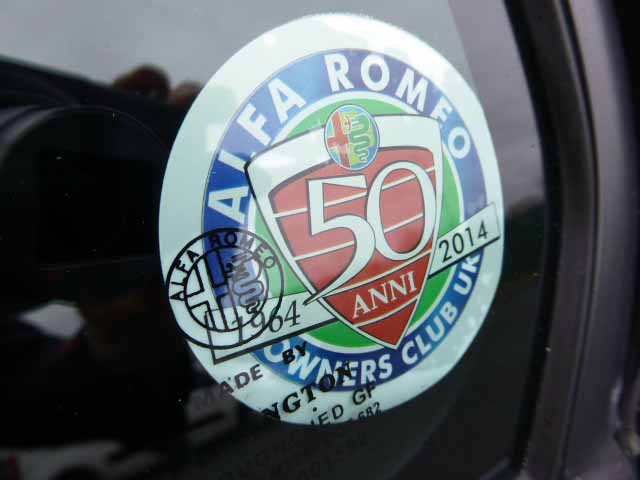 ALFA ROMEO
50
ANNI
1964
2014
OWNERS CLUB UK
ALFA ROMEO
MADE BY
NGTON